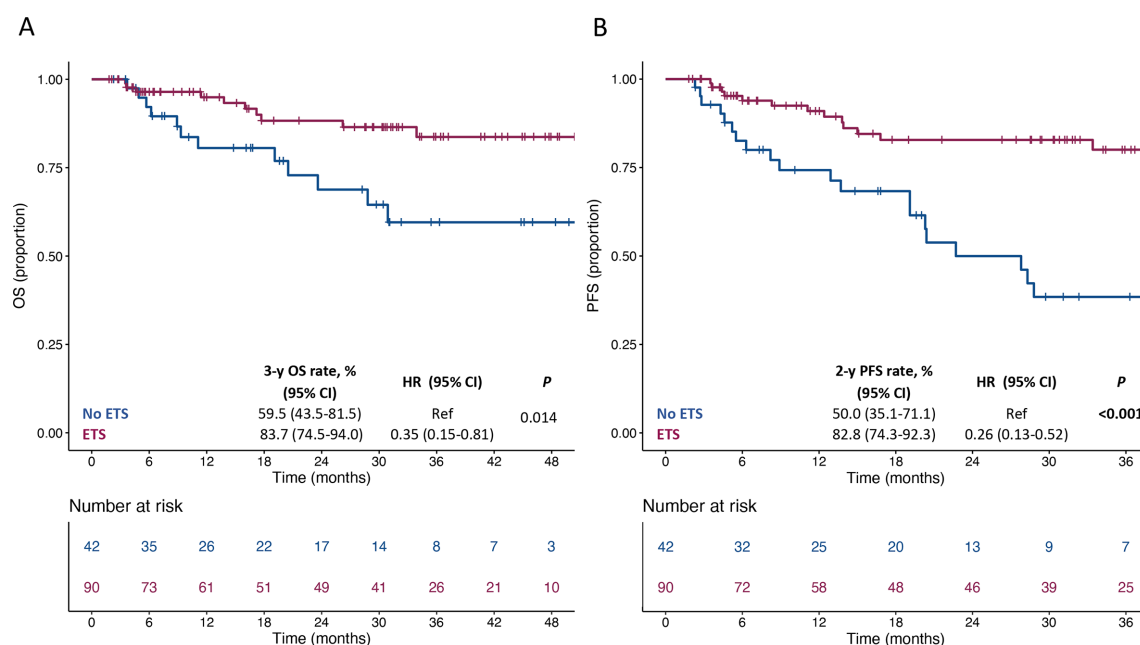 A
1.00
0.75
0.50
0.25
0.00
OS (proportion)
3-y OS rate, %
(95% CI)
HR (95% CI)
P
No ETS
59.5 (43.5-81.5)
Ref
0.014
ETS
83.7 (74.5-94.0)
0.35 (0.15-0.81)
0 6 12 18 24 30 36 42 48
Time (months)
Number at risk
42 35 26 22 17 14 8 7 3
90 73 61 51 49 41 26 21 10
0 6 12 18 24 30 36 42 48
Time (months)
B
1.00
0.75
0.50
0.25
0.00
PFS (proportion)
2-y PFS rate, %
(95% CI)
HR (95% CI)
P
No ETS
50.0 (35.1-71.1)
Ref
<0.001
ETS
82.8 (74.3-92.3)
0.26 (0.13-0.52)
0 6 12 18 24 30 36
Time (months)
Number at risk
42 32 25 20 13 9 7
90 72 58 48 46 39 25
0 6 12 18 24 30 36
Time (months)